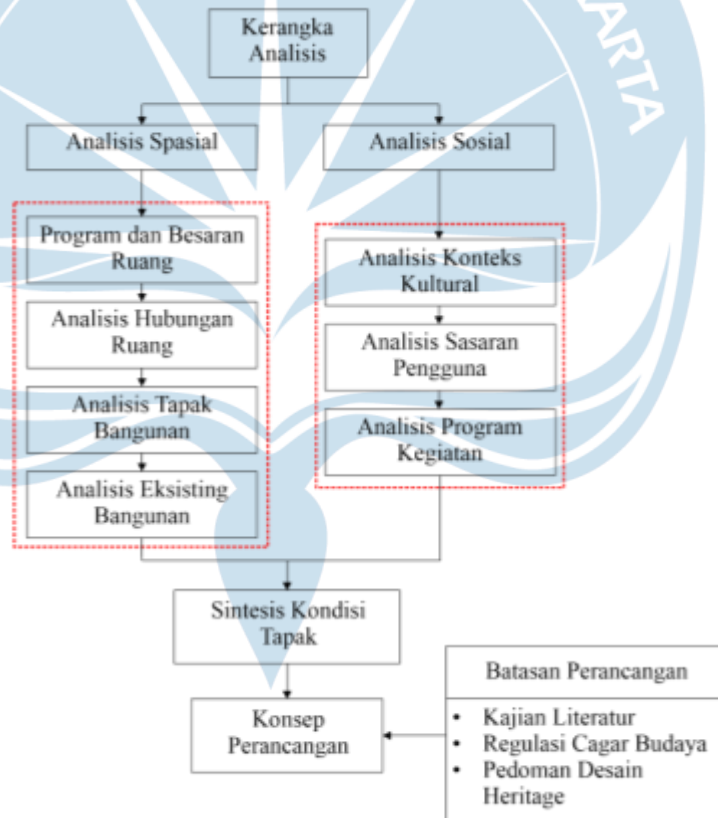 Kerangka
Analisis
ARTA
Analisis Spasial
Analisis Sosial
Program dan Besaran
Ruang
Analisis Hubungan
Ruang
Analisis Tapak
Bangunan
Analisis Eksisting
Bangunan
Analisis Konteks
Kultural
Analisis Sasaran
Pengguna
Analisis Program
Kegiatan
Sintesis Kondisi
Tapak
Konsep
Perancangan
Batasan Perancangan
• Kajian Literatur
• Regulasi Cagar Budaya
• Pedoman Desain
Heritage